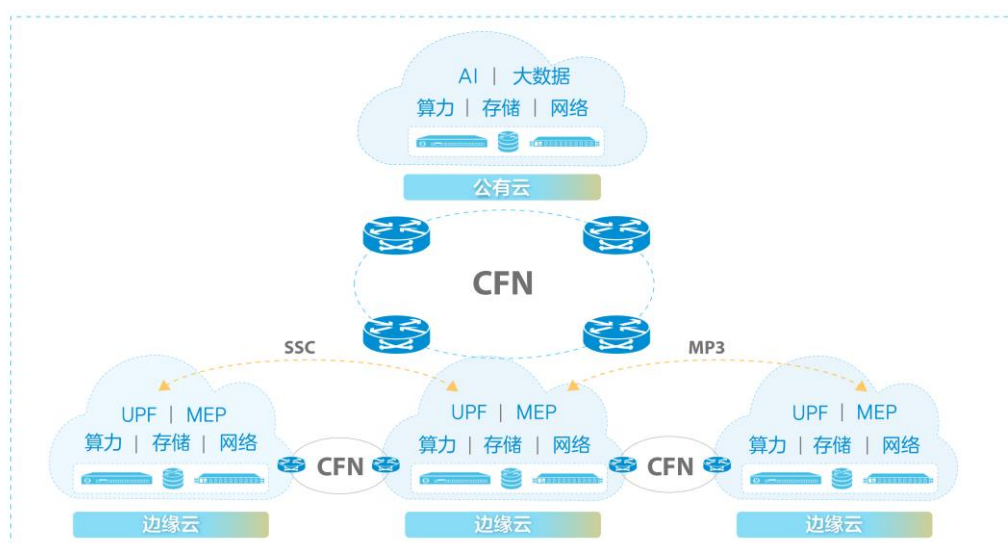 AI | 大数据
算力 | 存储 | 网络
公有云
CFN
SSC
MP3
UPF | MEP
算力 | 存储 | 网络
边缘云
CFN
UPF | MEP
算力 | 存储 | 网络
边缘云
CFN
UPF | MEP
算力 | 存储 | 网络
边缘云